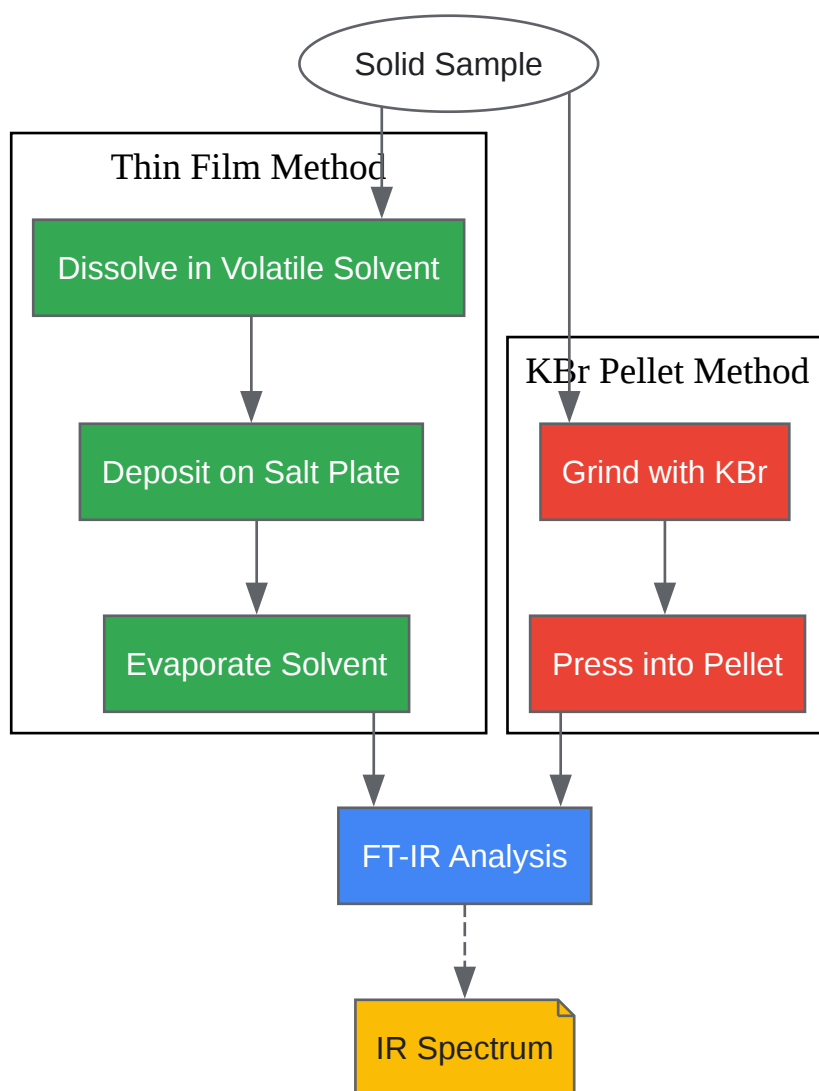 Solid Sample
Thin Film Method
Dissolve in Volatile Solvent
Deposit on Salt Plate
Evaporate Solvent
KBr Pellet Method
Grind with KBr
Press into Pellet
FT-IR Analysis
IR Spectrum